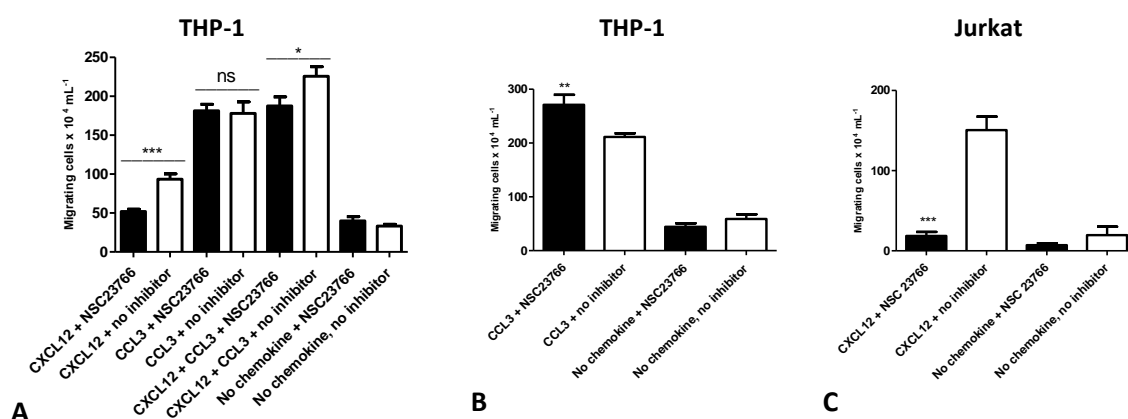 THP-1
Migrating cells x 10⁴ mL⁻¹
250
200
150
100
50
0
***
ns
*
CXCL12 + NSC23766
CXCL12 + no inhibitor
CCL3 + NSC23766
CCL3 + no inhibitor
CXCL12 + CCL3 + NSC23766
CXCL12 + CCL3 + no inhibitor
No chemokine + NSC23766
No chemokine, no inhibitor
A
THP-1
Migrating cells x 10⁴ mL⁻¹
300
200
100
0
**
CCL3 + NSC23766
CCL3 + no inhibitor
No chemokine + NSC23766
No chemokine, no inhibitor
B
Jurkat
Migrating cells x 10⁴ mL⁻¹
200
100
0
***
CXCL12 + NSC 23766
CXCL12 + no inhibitor
No chemokine + NSC 23766
No chemokine, no inhibitor
C